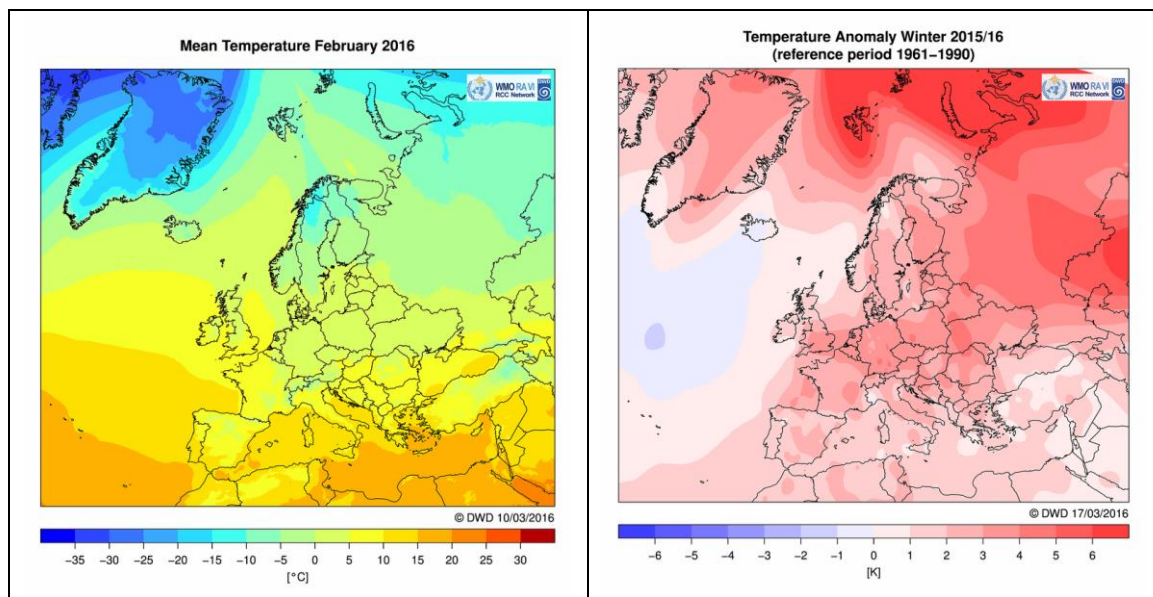 Mean Temperature February 2016
WMO RA VI
RCC Network
DWD
© DWD 10/03/2016
−35 −30 −25 −20 −15 −10 −5 0 5 10 15 20 25 30
[°C]
Temperature Anomaly Winter 2015/16
(reference period 1961−1990)
WMO RA VI
RCC Network
DWD
© DWD 17/03/2016
−6 −5 −4 −3 −2 −1 0 1 2 3 4 5 6
[K]